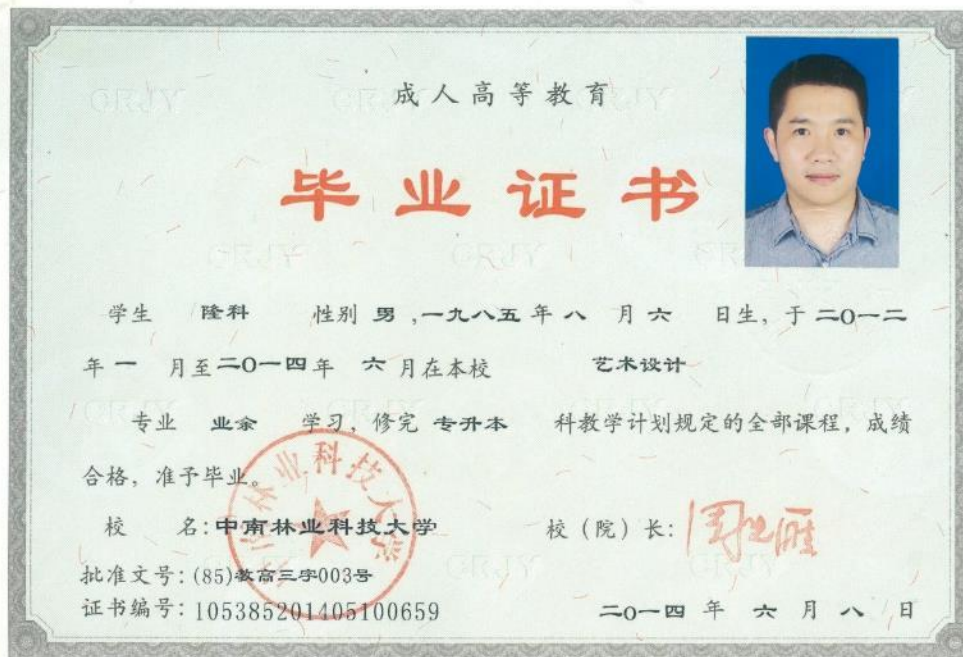 成人高等教育
毕业证书
学生 隆科 性别 男 ,一九八五 年 八 月 六 日生, 于 二〇一二
年 一 月至 二〇一四 年 六 月在本校 艺术设计
专业 业余 学习, 修完 专升本 科教学计划规定的全部课程, 成绩
合格, 准予毕业。
校 名: 中南林业科技大学 校 (院) 长:
批准文号: (85)教高三字003号
证书编号: 105385201405100659 二〇一四 年 六 月 八 日